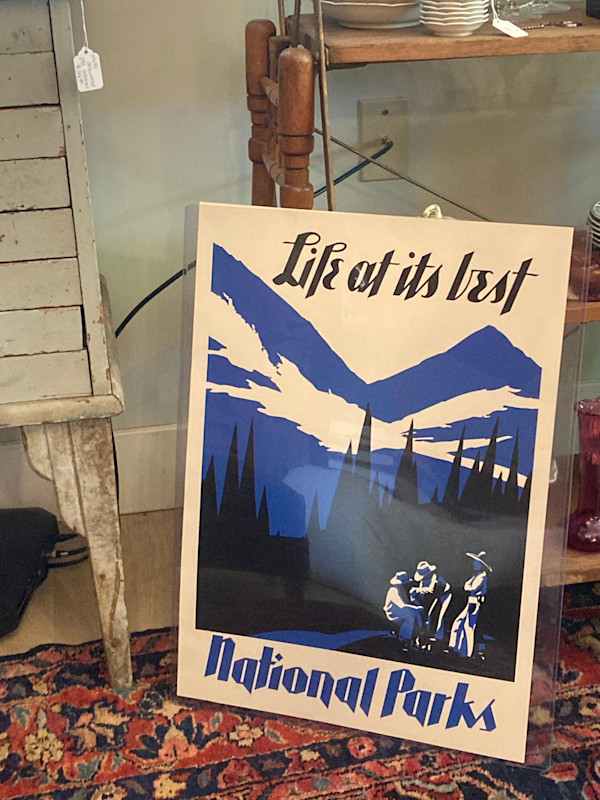 Life at its best
National Parks